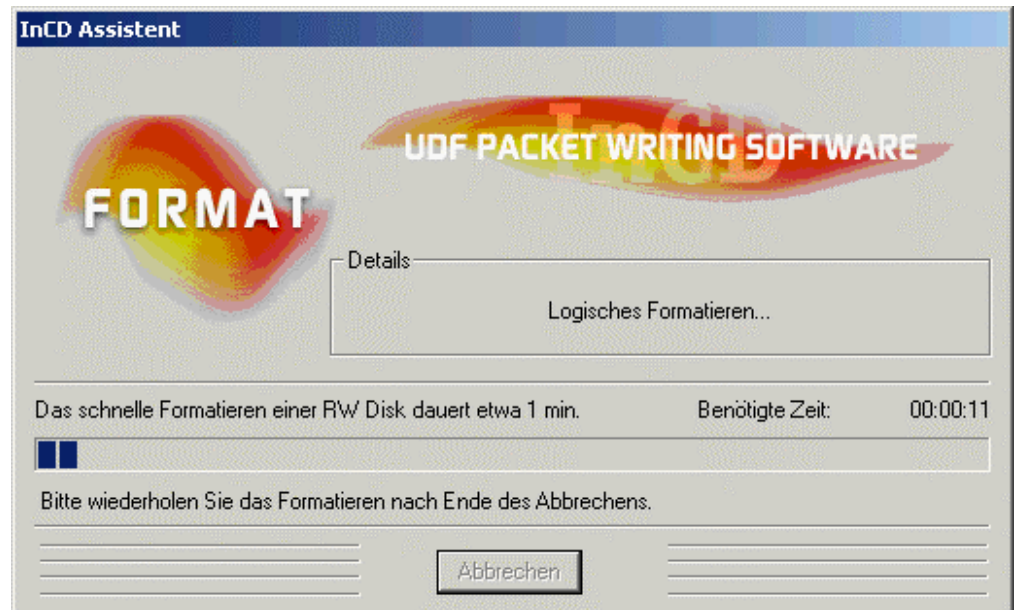 InCD Assistent
InCD
UDF PACKET WRITING SOFTWARE
FORMAT
Details
Logisches Formatieren...
Das schnelle Formatieren einer RW Disk dauert etwa 1 min. Benötigte Zeit: 00:00:11
Bitte wiederholen Sie das Formatieren nach Ende des Abbrechens.
Abbrechen